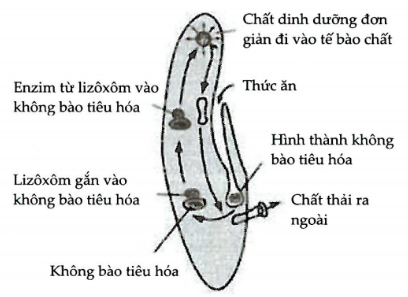 Chất dinh dưỡng đơn
giản đi vào tế bào chất
Enzim từ lizôxôm vào
không bào tiêu hóa
Thức ăn
Hình thành không
bào tiêu hóa
Lizôxôm gắn vào
không bào tiêu hóa
Chất thải ra
ngoài
Không bào tiêu hóa